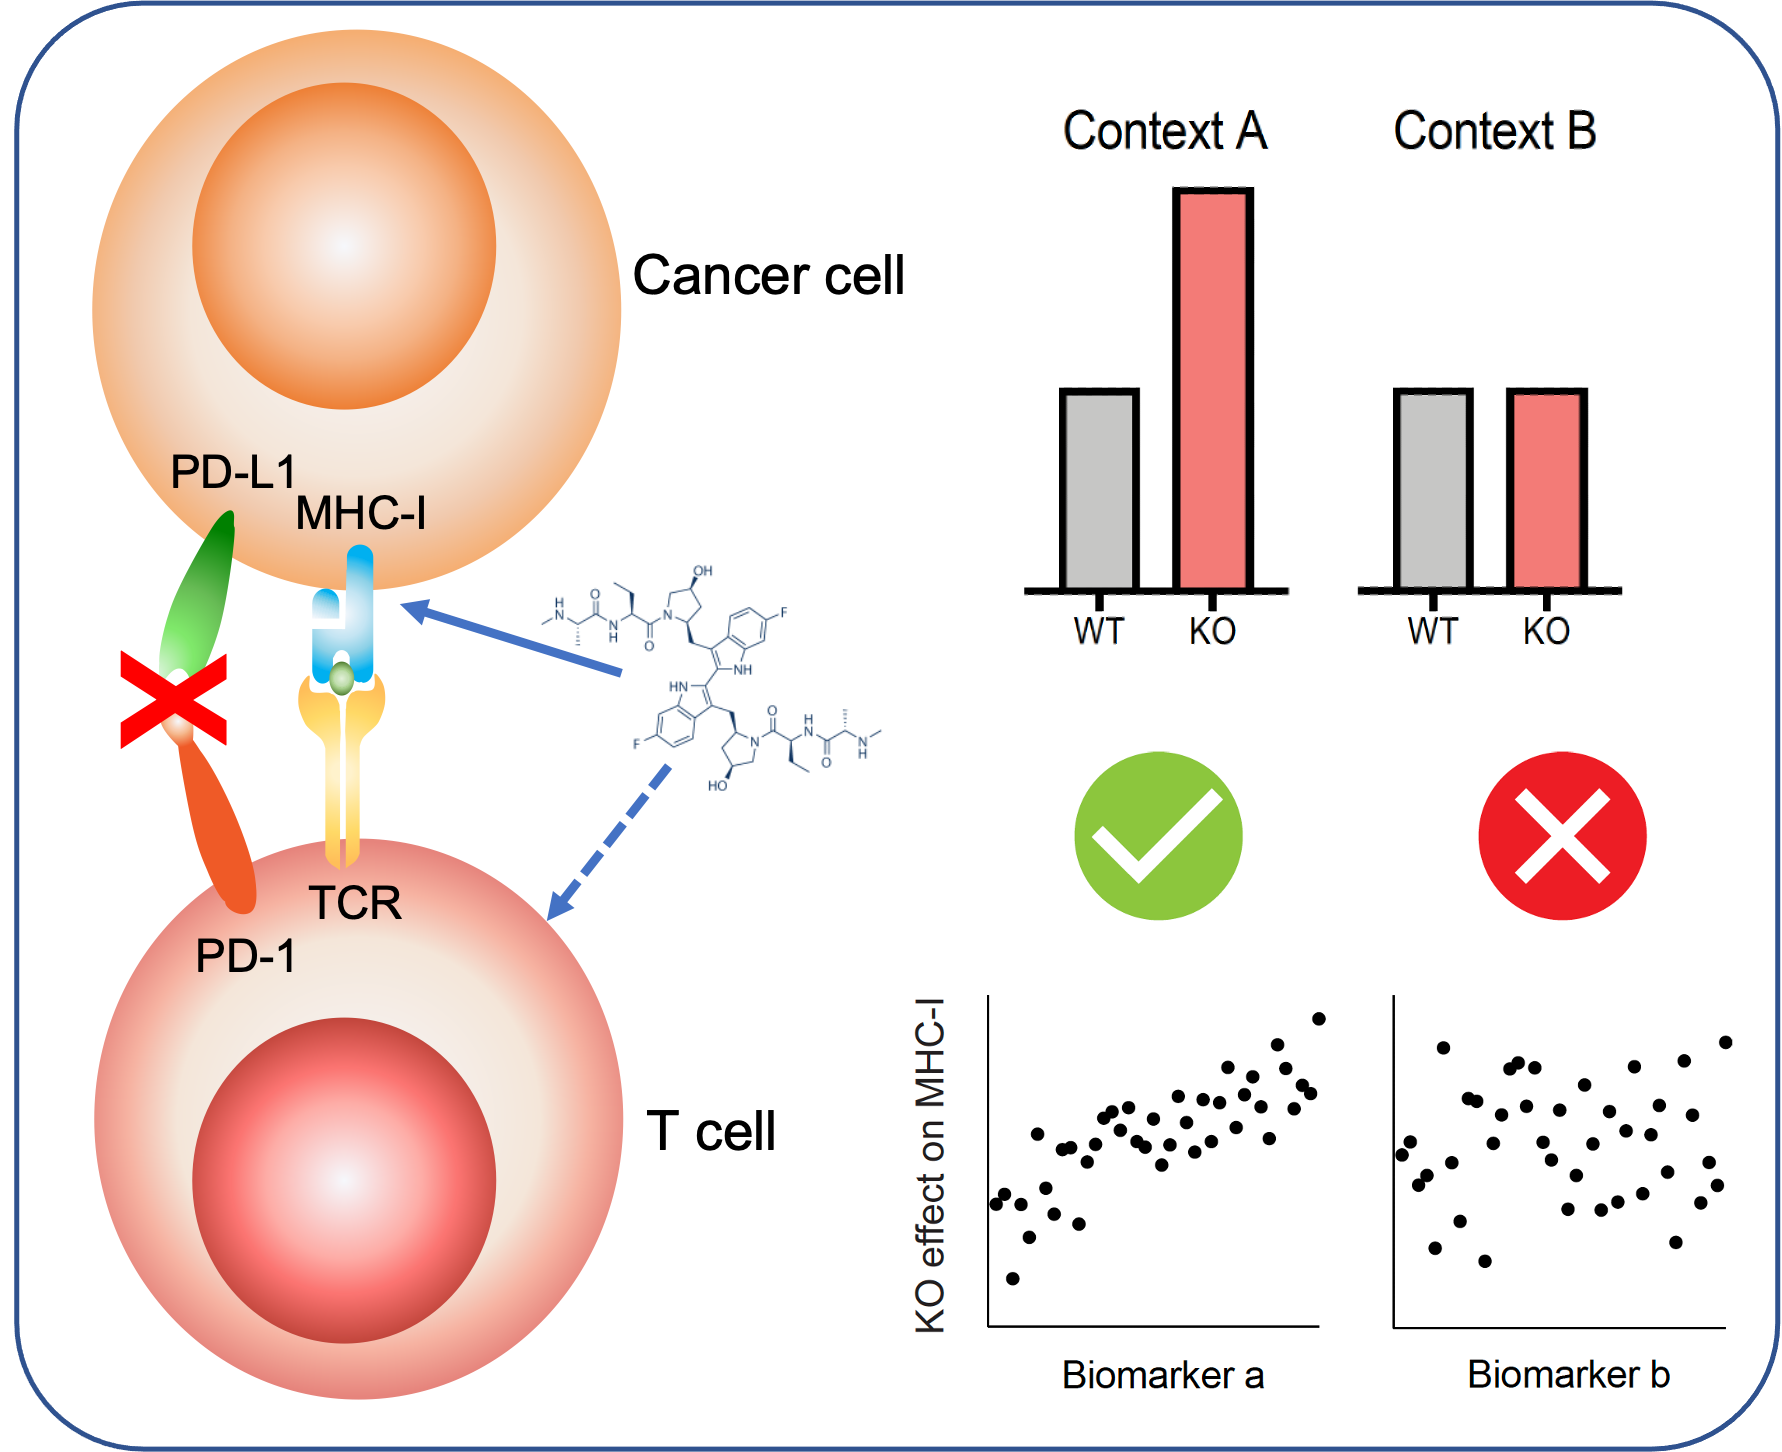 Cancer cell
PD-L1
MHC-I
TCR
PD-1
T cell
OH
F
H
N
O
N
H
O
N
NH
HN
F
O
N
H
N
O
N
H
HO
Context A
Context B
WT
KO
WT
KO
KO effect on MHC-I
Biomarker a
Biomarker b